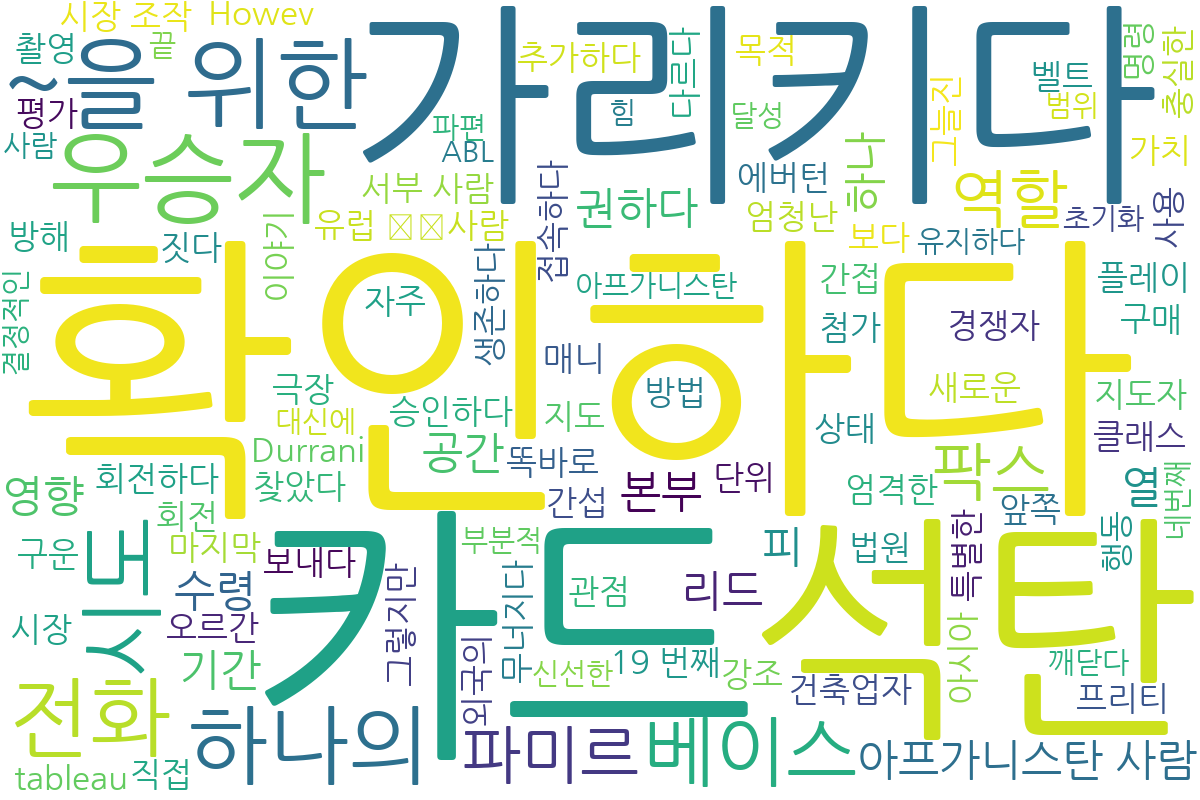 시장 조작
Howev
촬영
끝
~을 위한
가리키다
추가하다
다르다
목적
명령
충실한
벨트
범위
평가
힘
달성
그늘진
사람
우승자
파편
ABL
가치
서부 사람
접속하다
권하다
에버턴
하나
역할
방해
짓다
이야기
유럽 사람
엄청난
보다
유지하다
초기화
사용
결정적인
확인하다
자주
생존하다
아프가니스탄
간접
플레이
첨가
경쟁자
구매
매니
극장
대신에
승인하다
지도
방법
새로운
지도자
상태
클래스
Durrani
공간
똑바로
영향
회전하다
찾았다
간섭
본부
단위
엄격한
팍스
열
네번째
회전
앞쪽
시도
구운
마지막
보내다
부분적
피
법원
특별한
행동
카드
석탄
수령
그렇지만
무너지다
관점
리드
시장
오르간
기간
외국의
신선한
19 번째
강조
건축업자
아시아
깨닫다
프리티
전화
하나의
파미르
베이스
아프가니스탄 사람
tableau
직접